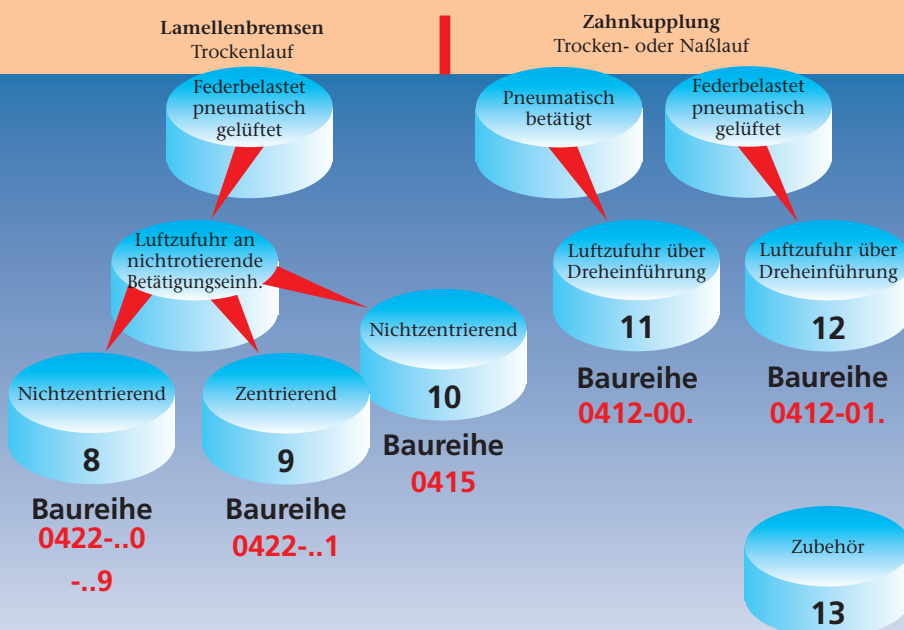 Lamellenbremsen
Trockenlauf
Zahnkupplung
Trocken- oder Naßlauf
Federbelastet
pneumatisch
gelüftet
Pneumatisch
betätigt
Federbelastet
pneumatisch
gelüftet
Luftzufuhr an
nichtrotierende
Betätigungseinh.
Luftzufuhr über
Dreheinführung
11
Baureihe
0412-00.
Luftzufuhr über
Dreheinführung
12
Baureihe
0412-01.
Nichtzentrierend
8
Baureihe
0422-..0
-..9
Zentrierend
9
Baureihe
0422-..1
Nichtzentrierend
10
Baureihe
0415
Zubehör
13